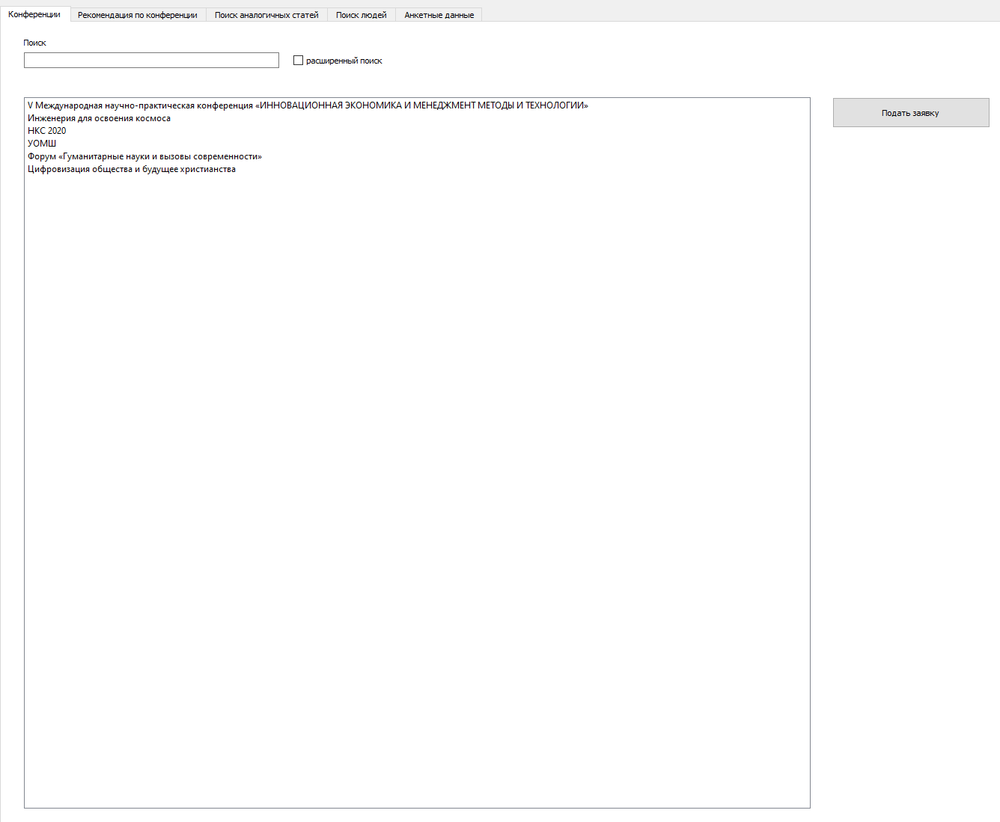 Конференции
Рекомендация по конференции
Поиск аналогичных статей
Поиск людей
Анкетные данные
Поиск
расширенный поиск
V Международная научно-практическая конференция «ИННОВАЦИОННАЯ ЭКОНОМИКА И МЕНЕДЖМЕНТ МЕТОДЫ И ТЕХНОЛОГИИ»
Инженерия для освоения космоса
НКС 2020
УОМШ
Форум «Гуманитарные науки и вызовы современности»
Цифровизация общества и будущее христианства
Подать заявку